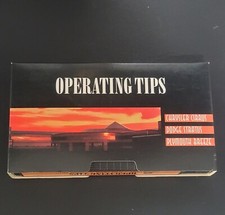 OPERATING TIPS
CHRYSLER CIRRUS
DODGE STRATUS
PLYMOUTH BREEZE